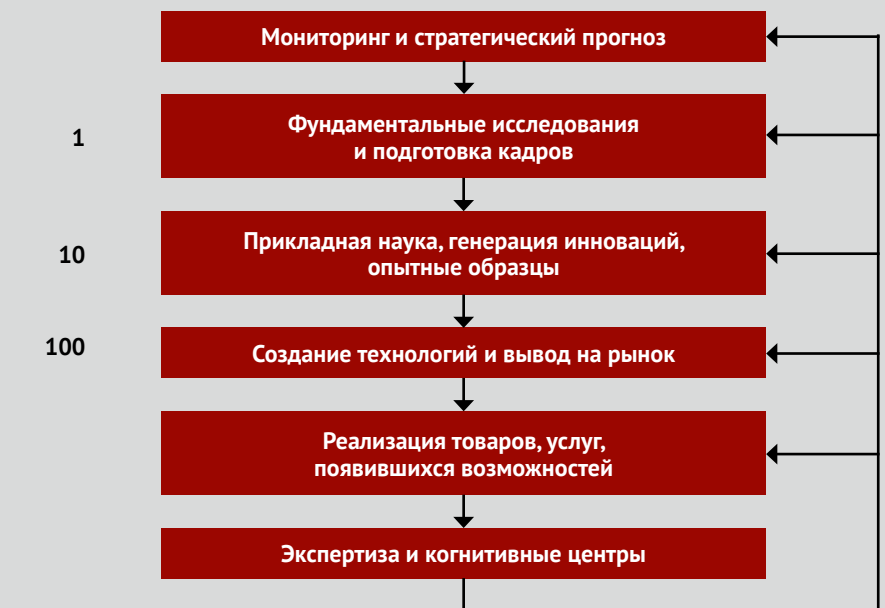 Мониторинг и стратегический прогноз
1
Фундаментальные исследования
и подготовка кадров
10
Прикладная наука, генерация инноваций,
опытные образцы
100
Создание технологий и вывод на рынок
Реализация товаров, услуг,
появившихся возможностей
Экспертиза и когнитивные центры